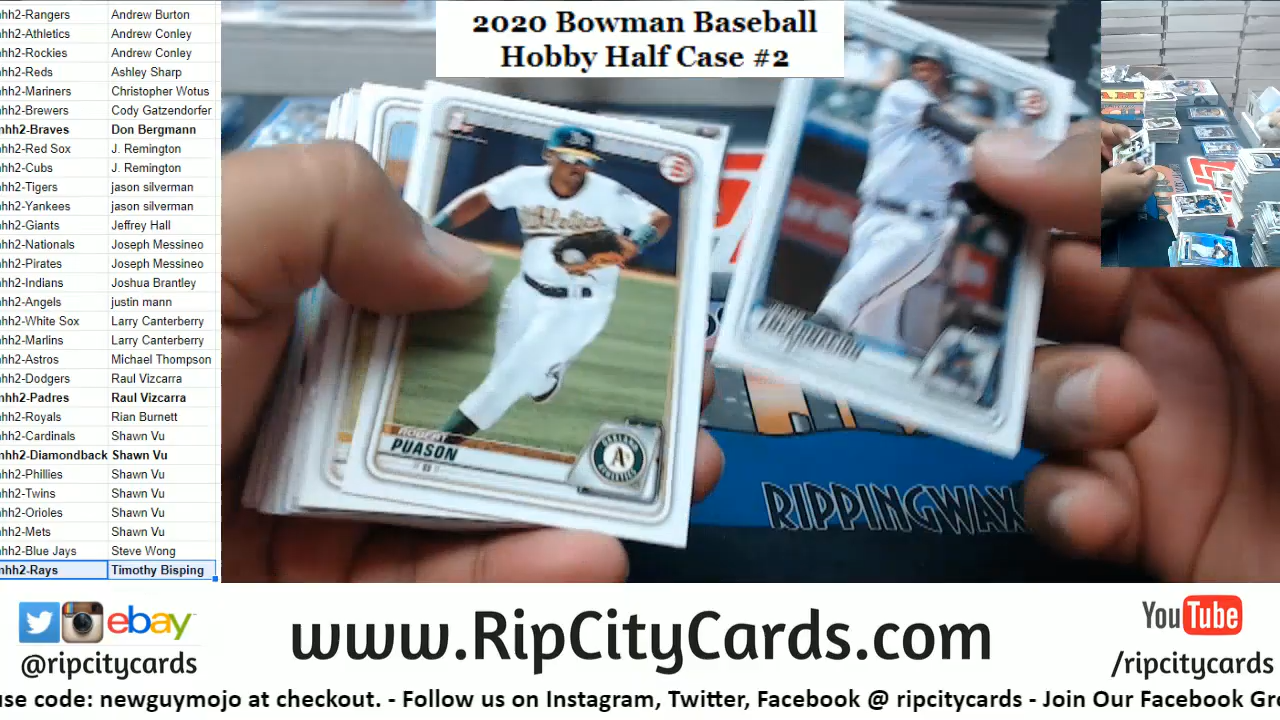 2020 Bowman Baseball
Hobby Half Case #2
hh2-Rangers Andrew Burton
hh2-Athletics Andrew Conley
hh2-Rockies Andrew Conley
hh2-Reds Ashley Sharp
hh2-Mariners Christopher Wotus
hh2-Brewers Cody Gatzendorfer
hh2-Braves Don Bergmann
hh2-Red Sox J. Remington
hh2-Cubs J. Remington
hh2-Tigers jason silverman
hh2-Yankees jason silverman
hh2-Giants Jeffrey Hall
hh2-Nationals Joseph Messineo
hh2-Pirates Joseph Messineo
hh2-Indians Joshua Brantley
hh2-Angels justin mann
hh2-White Sox Larry Canterberry
hh2-Marlins Larry Canterberry
hh2-Astros Michael Thompson
hh2-Dodgers Raul Vizcarra
hh2-Padres Raul Vizcarra
hh2-Royals Rian Burnett
hh2-Cardinals Shawn Vu
hh2-Diamondback Shawn Vu
hh2-Phillies Shawn Vu
hh2-Twins Shawn Vu
hh2-Orioles Shawn Vu
hh2-Mets Shawn Vu
hh2-Blue Jays Steve Wong
hh2-Rays Timothy Bisping
B
Athletics
ROBERT
PUASON
OAKLAND
A
ATHLETICS
RIPPINGWAX
ebay
@ripcitycards
www.RipCityCards.com
YouTube
/ripcitycards
use code: newguymojo at checkout. - Follow us on Instagram, Twitter, Facebook @ ripcitycards - Join Our Facebook Gr